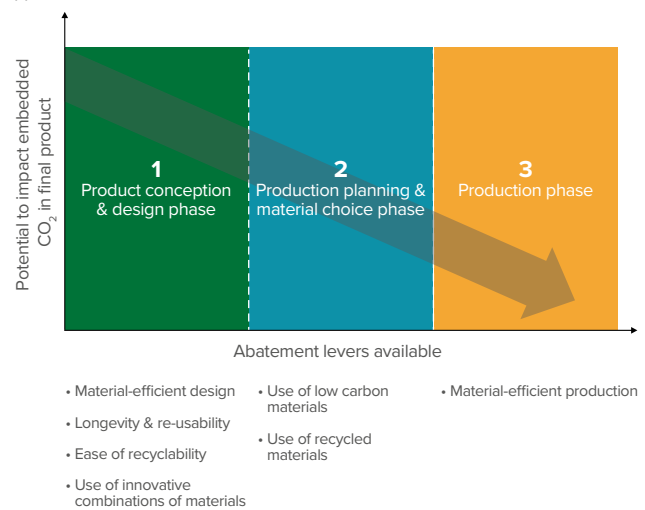 Potential to impact embedded
CO₂ in final product
1
Product conception
& design phase
2
Production planning &
material choice phase
3
Production phase
Abatement levers available
• Material-efficient design
• Longevity & re-usability
• Ease of recyclability
• Use of innovative
combinations of materials
• Use of low carbon
materials
• Use of recycled
materials
• Material-efficient production